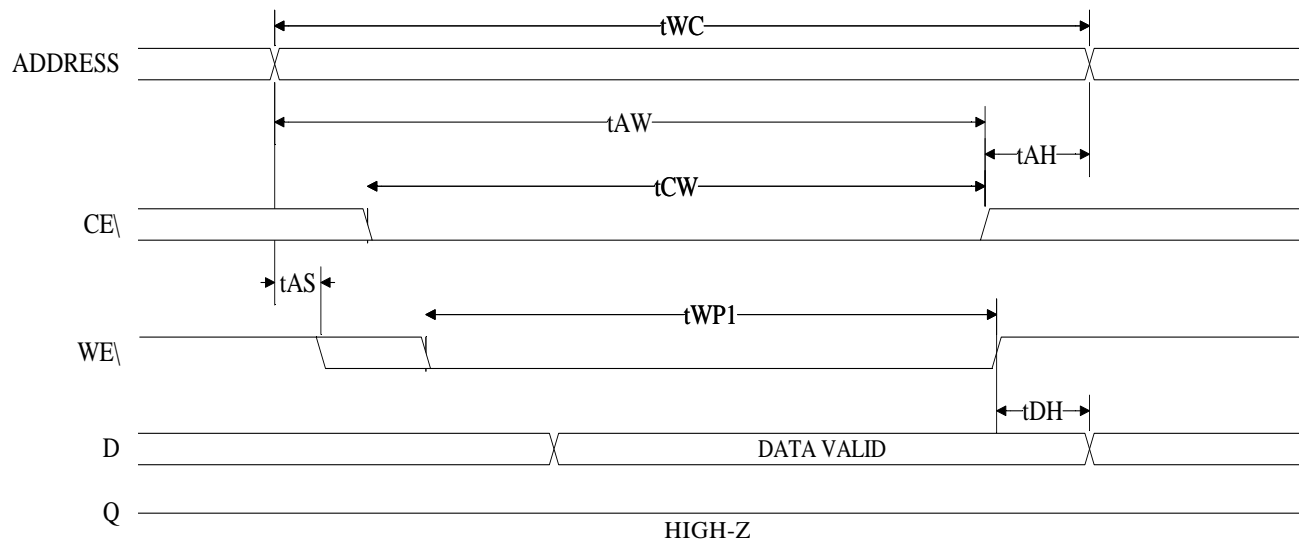 tWC
ADDRESS
tAW
tAH
tCW
CE\
tAS
tWP1
WE\
tDH
D
DATA VALID
Q
HIGH-Z